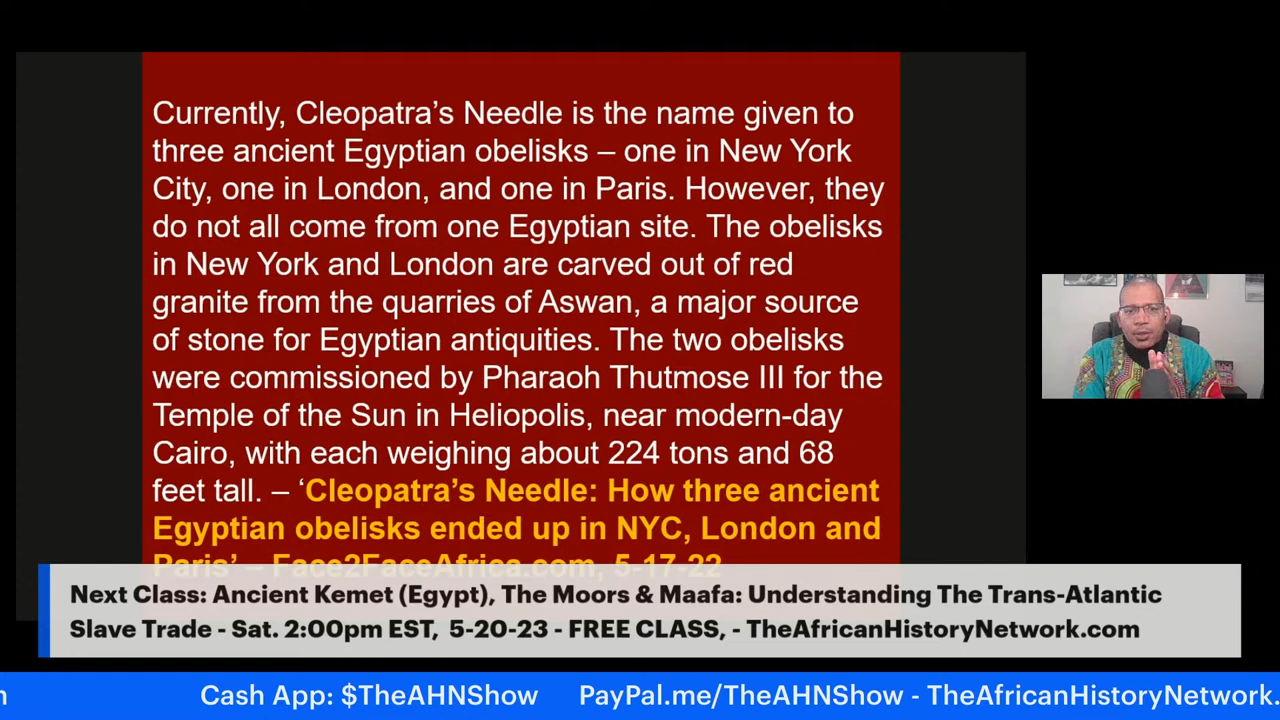 Currently, Cleopatra’s Needle is the name given to
three ancient Egyptian obelisks – one in New York
City, one in London, and one in Paris. However, they
do not all come from one Egyptian site. The obelisks
in New York and London are carved out of red
granite from the quarries of Aswan, a major source
of stone for Egyptian antiquities. The two obelisks
were commissioned by Pharaoh Thutmose III for the
Temple of the Sun in Heliopolis, near modern-day
Cairo, with each weighing about 224 tons and 68
feet tall. – ‘Cleopatra’s Needle: How three ancient
Egyptian obelisks ended up in NYC, London and
Paris’ – Face2FaceAfrica.com, 5-17-22
Next Class: Ancient Kemet (Egypt), The Moors & Maafa: Understanding The Trans-Atlantic
Slave Trade - Sat. 2:00pm EST, 5-20-23 - FREE CLASS, - TheAfricanHistoryNetwork.com
Cash App: $TheAHNShow PayPal.me/TheAHNShow - TheAfricanHistoryNetwork.